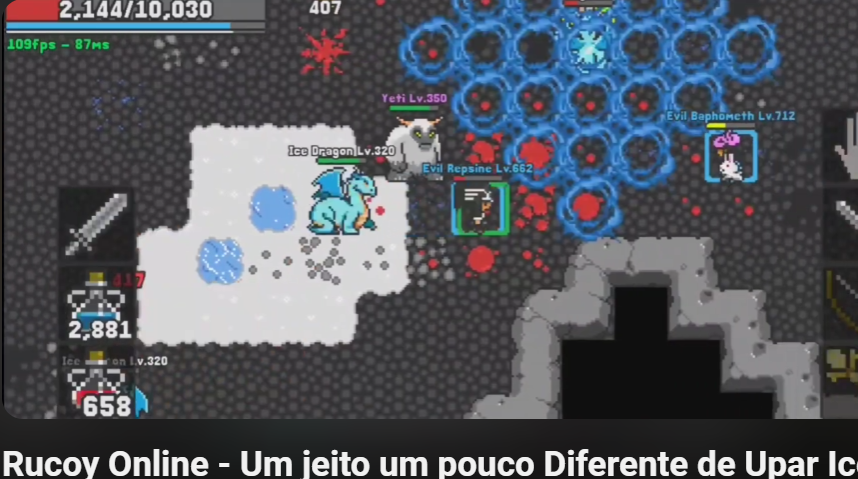 2,144/10,030
407
109fps - 87ms
Yeti Lv.350
Evil Baphometh Lv.712
Ice Dragon Lv.320
Evil Repsine Lv.662
417
2,881
Lv.320
658
Rucoy Online - Um jeito um pouco Diferente de Upar Ice